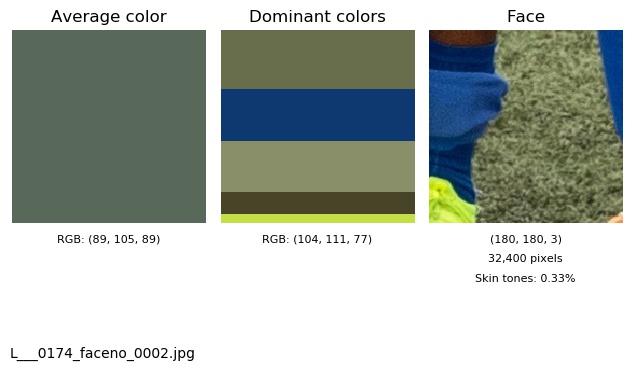 Average color
Dominant colors
Face
RGB: (89, 105, 89)
RGB: (104, 111, 77)
(180, 180, 3)
32,400 pixels
Skin tones: 0.33%
L___0174_faceno_0002.jpg